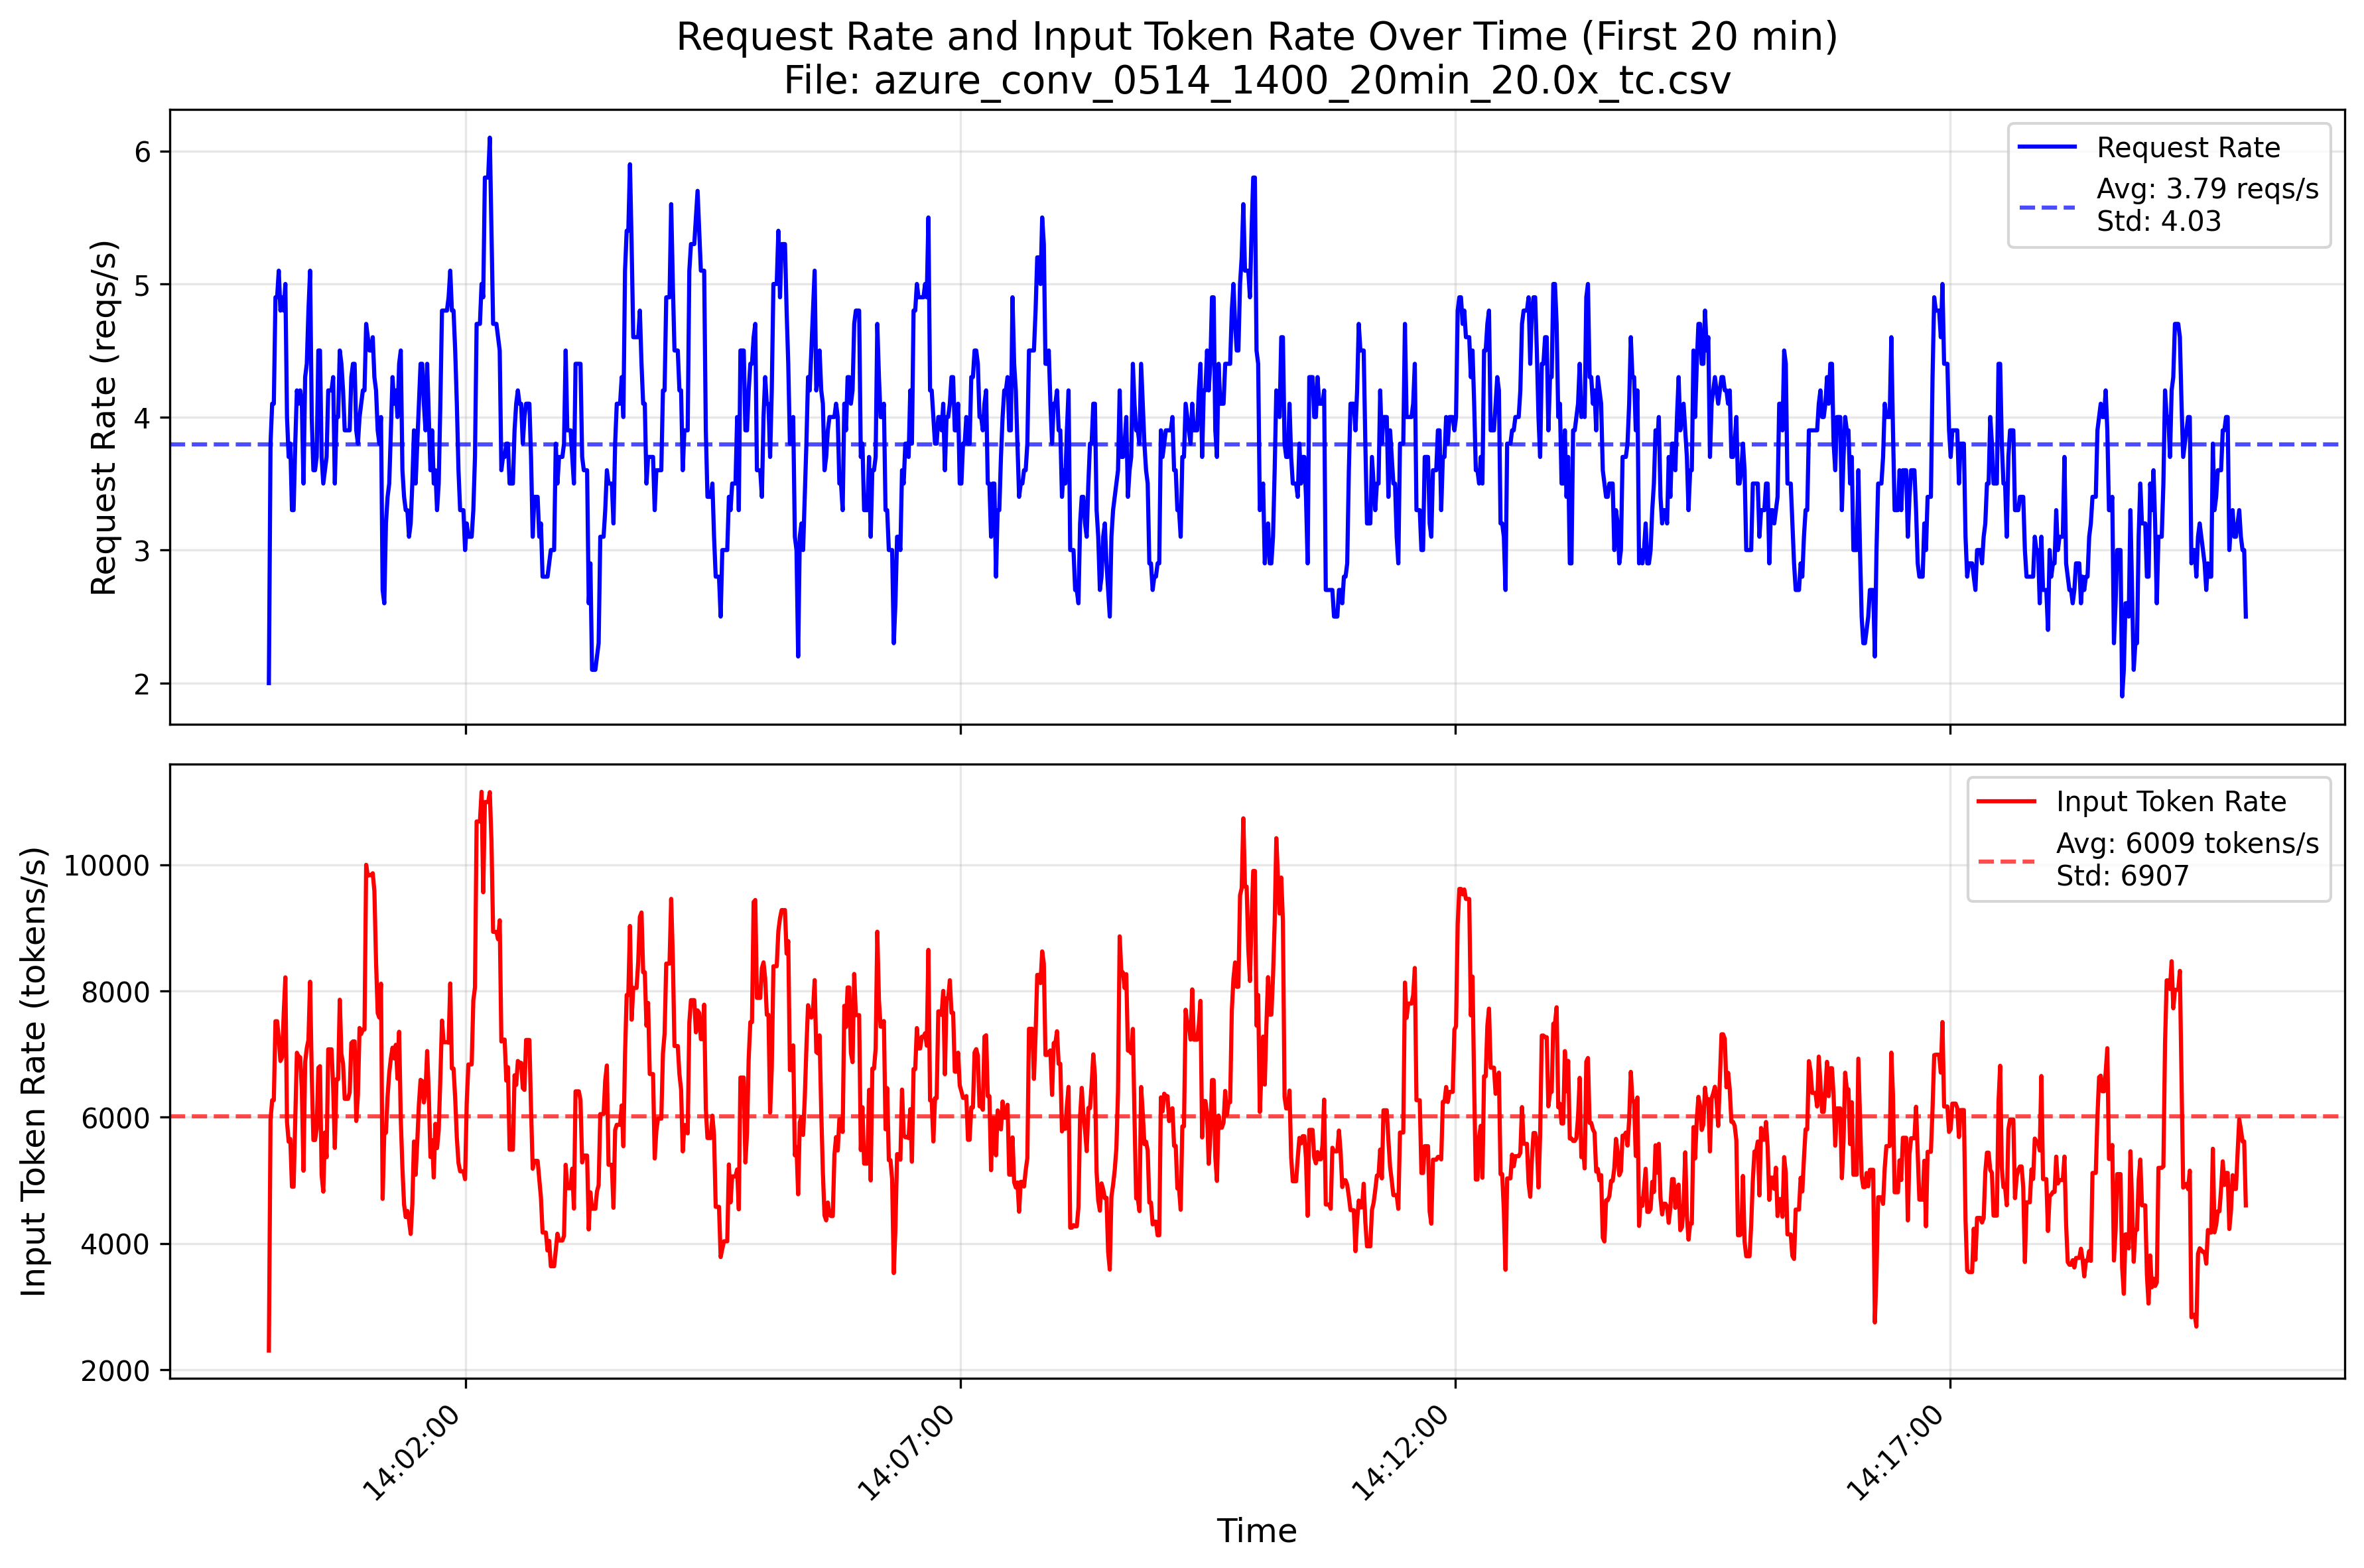 Request Rate and Input Token Rate Over Time (First 20 min)
File: azure_conv_0514_1400_20min_20.0x_tc.csv
Request Rate (reqs/s)
6
5
4
3
2
Request Rate
Avg: 3.79 reqs/s
Std: 4.03
Input Token Rate (tokens/s)
10000
8000
6000
4000
2000
Input Token Rate
Avg: 6009 tokens/s
Std: 6907
14:02:00
14:07:00
14:12:00
14:17:00
Time